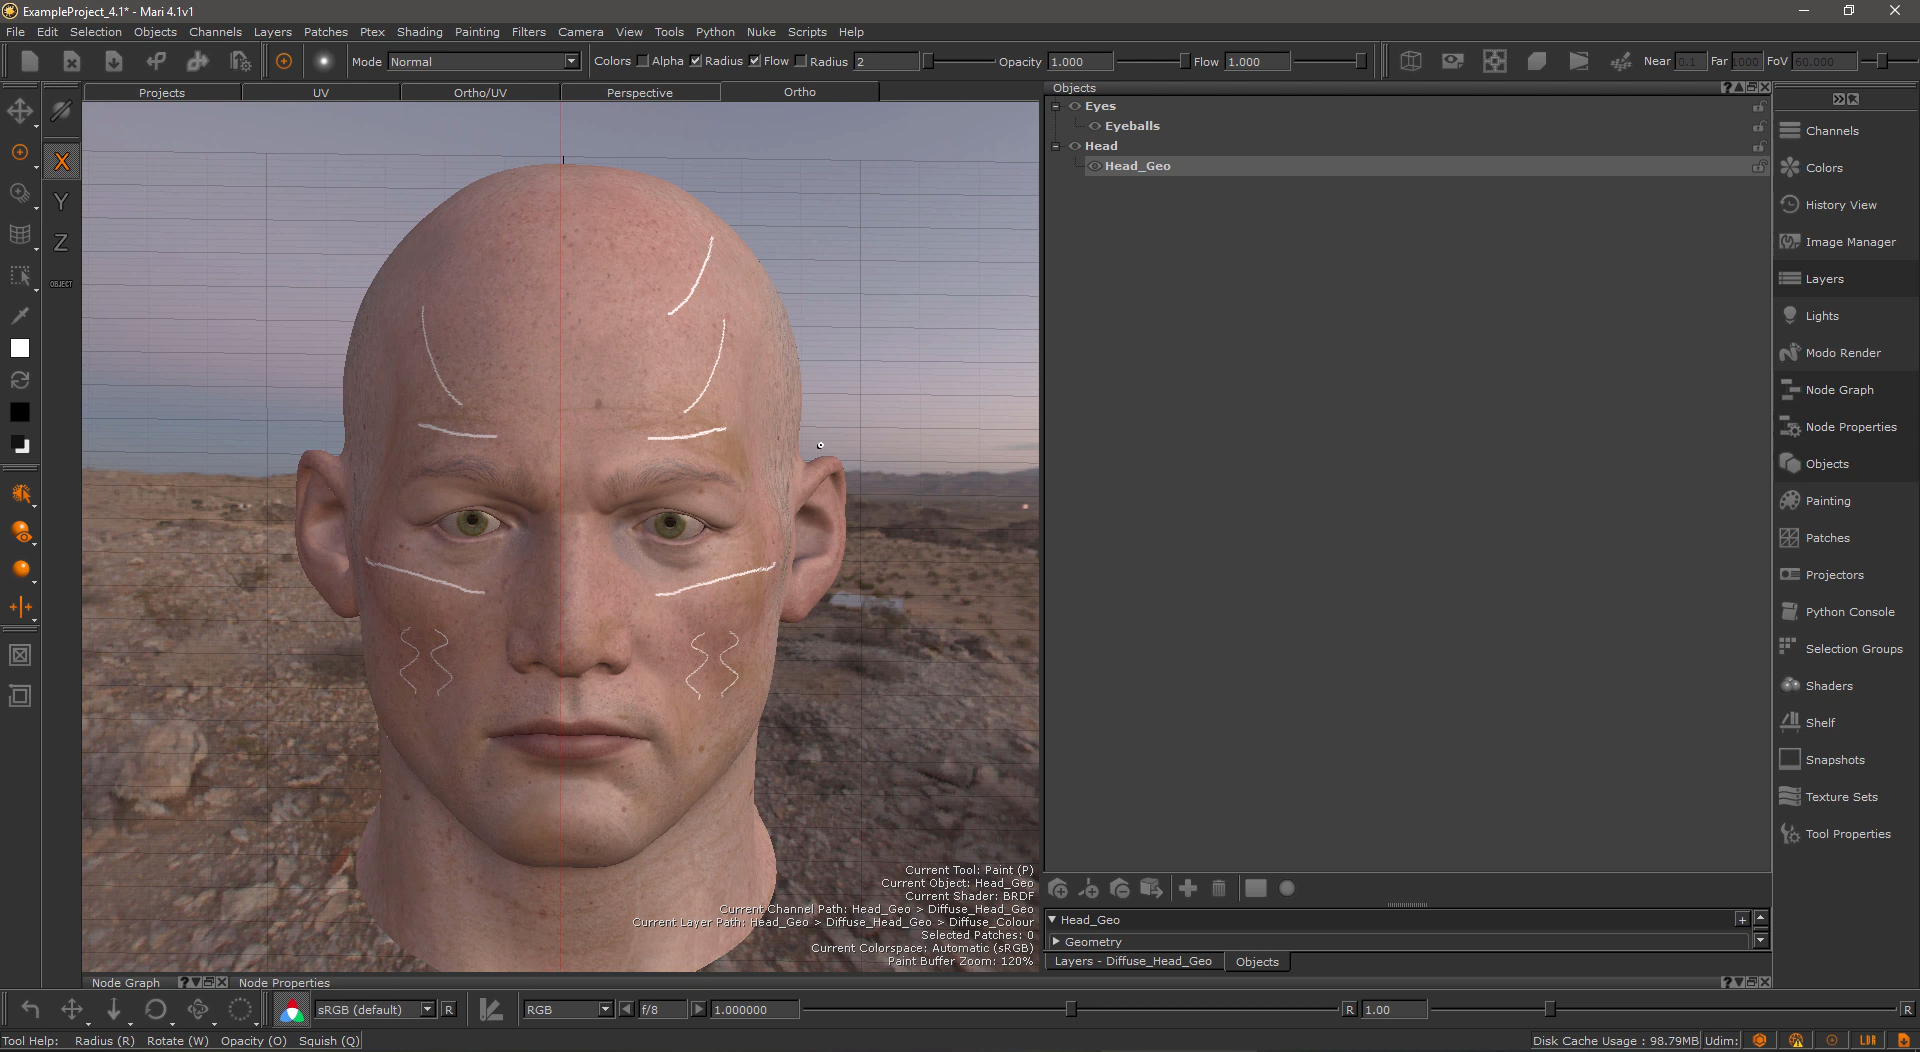 ExampleProject_4.1* - Mari 4.1v1
File Edit Selection Objects Channels Layers Patches Ptex Shading Painting Filters Camera View Tools Python Nuke Scripts Help
Mode Normal Colors Alpha Radius Flow Radius 2 Opacity 1.000 Flow 1.000 Near 0.1 Far 1000 FoV 60.000
Projects UV Ortho/UV Perspective Ortho
Objects
Eyes
Eyeballs
Head
Head_Geo
X
Y
Z
OBJECT
Channels
Colors
History View
Image Manager
Layers
Lights
Modo Render
Node Graph
Node Properties
Objects
Painting
Patches
Projectors
Python Console
Selection Groups
Shaders
Shelf
Snapshots
Texture Sets
Tool Properties
Current Tool: Paint (P)
Current Object: Head_Geo
Current Shader: BRDF
Current Channel Path: Head_Geo > Diffuse_Head_Geo
Current Layer Path: Head_Geo > Diffuse_Head_Geo > Diffuse_Colour
Selected Patches: 0
Current Colorspace: Automatic (sRGB)
Paint Buffer Zoom: 120%
Head_Geo
Geometry
Layers - Diffuse_Head_Geo Objects
Node Graph Node Properties
sRGB (default) R RGB f/8 1.000000 R 1.00 R
Tool Help: Radius (R) Rotate (W) Opacity (O) Squish (Q)
Disk Cache Usage : 98.79MB Udim: LDR